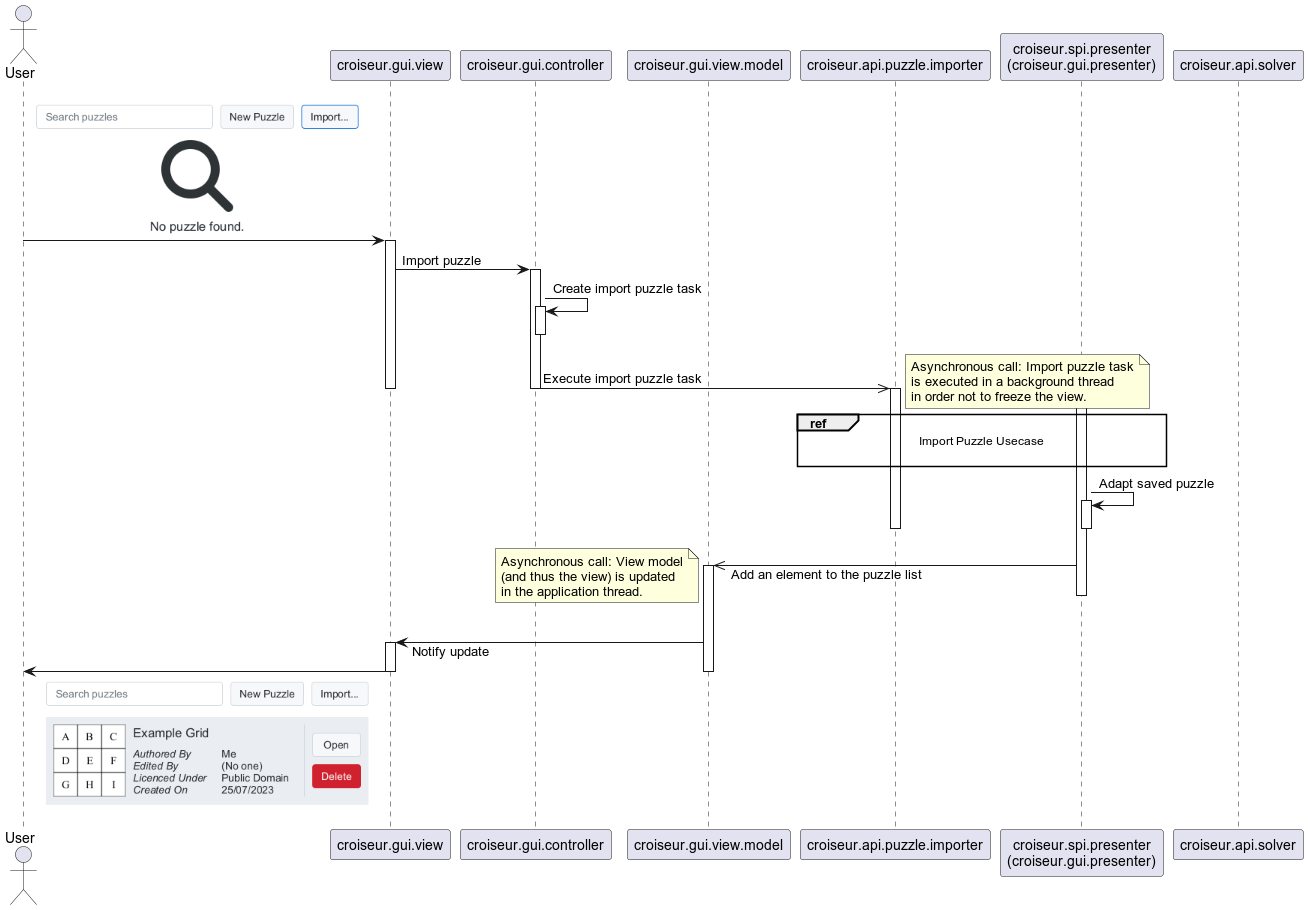 User
croiseur.gui.view
croiseur.gui.controller
croiseur.gui.view.model
croiseur.api.puzzle.importer
croiseur.spi.presenter
(croiseur.gui.presenter)
croiseur.api.solver
Search puzzles
New Puzzle
Import...
No puzzle found.
Import puzzle
Create import puzzle task
Execute import puzzle task
Asynchronous call: Import puzzle task
is executed in a background thread
in order not to freeze the view.
ref
Import Puzzle Usecase
Adapt saved puzzle
Asynchronous call: View model
(and thus the view) is updated
in the application thread.
Add an element to the puzzle list
Notify update
Search puzzles
New Puzzle
Import...
A B C
D E F
G H I
Example Grid
Authored By Me
Edited By (No one)
Licenced Under Public Domain
Created On 25/07/2023
Open
Delete
User
croiseur.gui.view
croiseur.gui.controller
croiseur.gui.view.model
croiseur.api.puzzle.importer
croiseur.spi.presenter
(croiseur.gui.presenter)
croiseur.api.solver